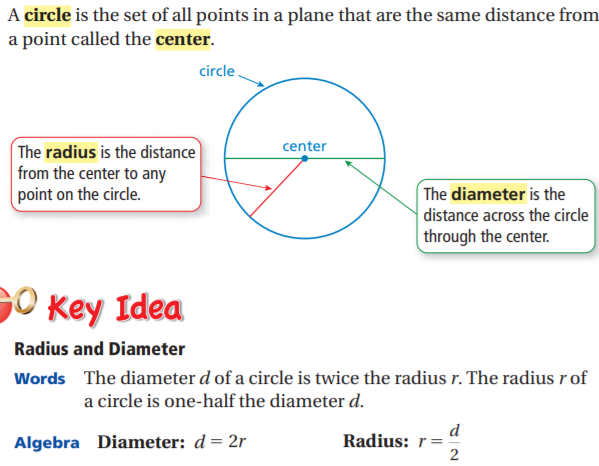 A circle is the set of all points in a plane that are the same distance from
a point called the center.
circle
center
The radius is the distance
from the center to any
point on the circle.
The diameter is the
distance across the circle
through the center.
Key Idea
Radius and Diameter
Words The diameter d of a circle is twice the radius r. The radius r of
a circle is one-half the diameter d.
Algebra Diameter: d = 2r Radius: r = d/2